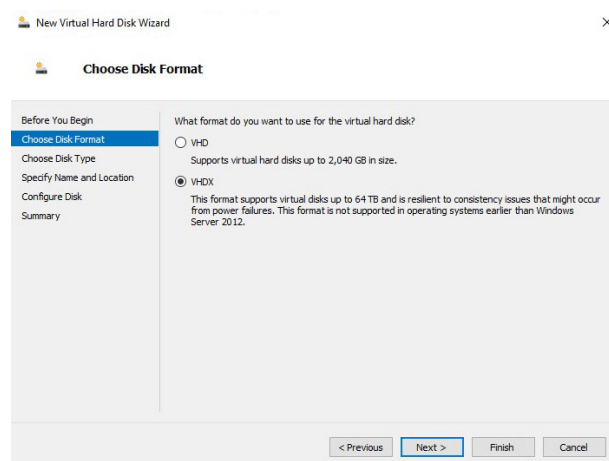 New Virtual Hard Disk Wizard
Choose Disk Format
Before You Begin
Choose Disk Format
Choose Disk Type
Specify Name and Location
Configure Disk
Summary
What format do you want to use for the virtual hard disk?
VHD
Supports virtual hard disks up to 2,040 GB in size.
VHDX
This format supports virtual disks up to 64 TB and is resilient to consistency issues that might occur
from power failures. This format is not supported in operating systems earlier than Windows
Server 2012.
< Previous
Next >
Finish
Cancel